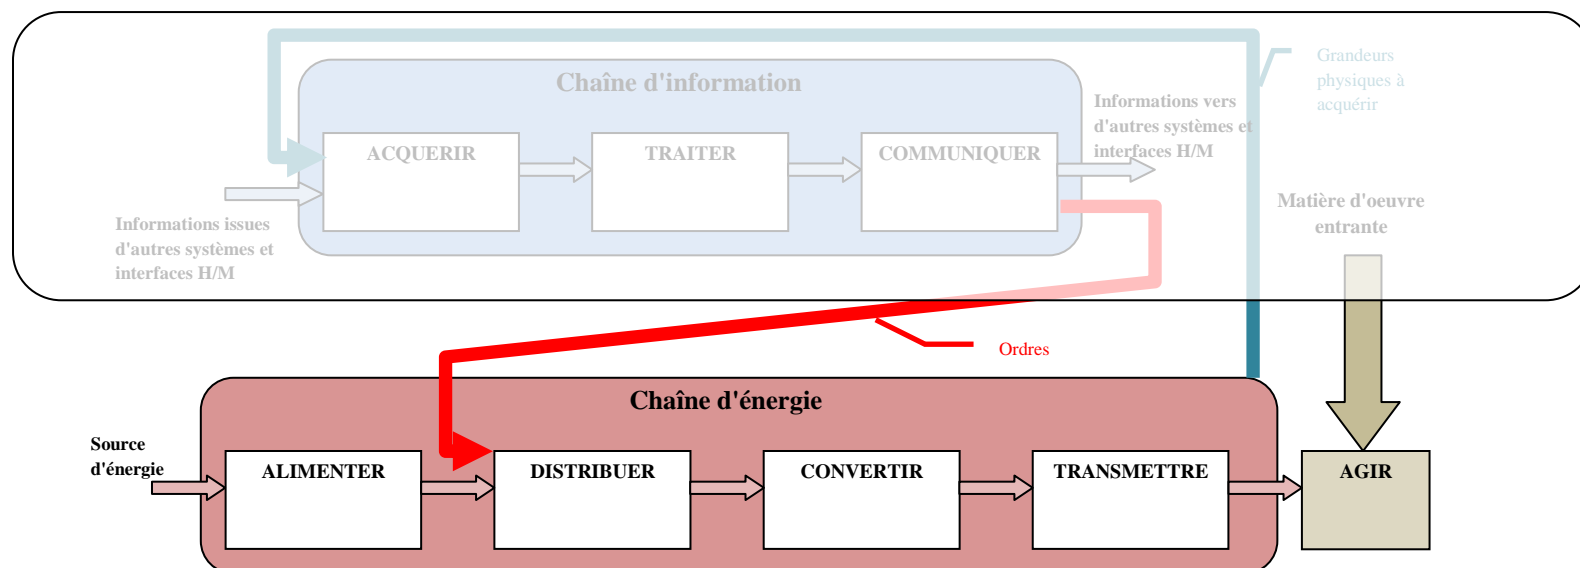 Chaîne d'information
Grandeurs
physiques à
acquérir
Informations vers
d'autres systèmes et
interfaces H/M
ACQUERIR
TRAITER
COMMUNIQUER
Informations issues
d'autres systèmes et
interfaces H/M
Matière d'oeuvre
entrante
Ordres
Chaîne d'énergie
Source
d'énergie
ALIMENTER
DISTRIBUER
CONVERTIR
TRANSMETTRE
AGIR